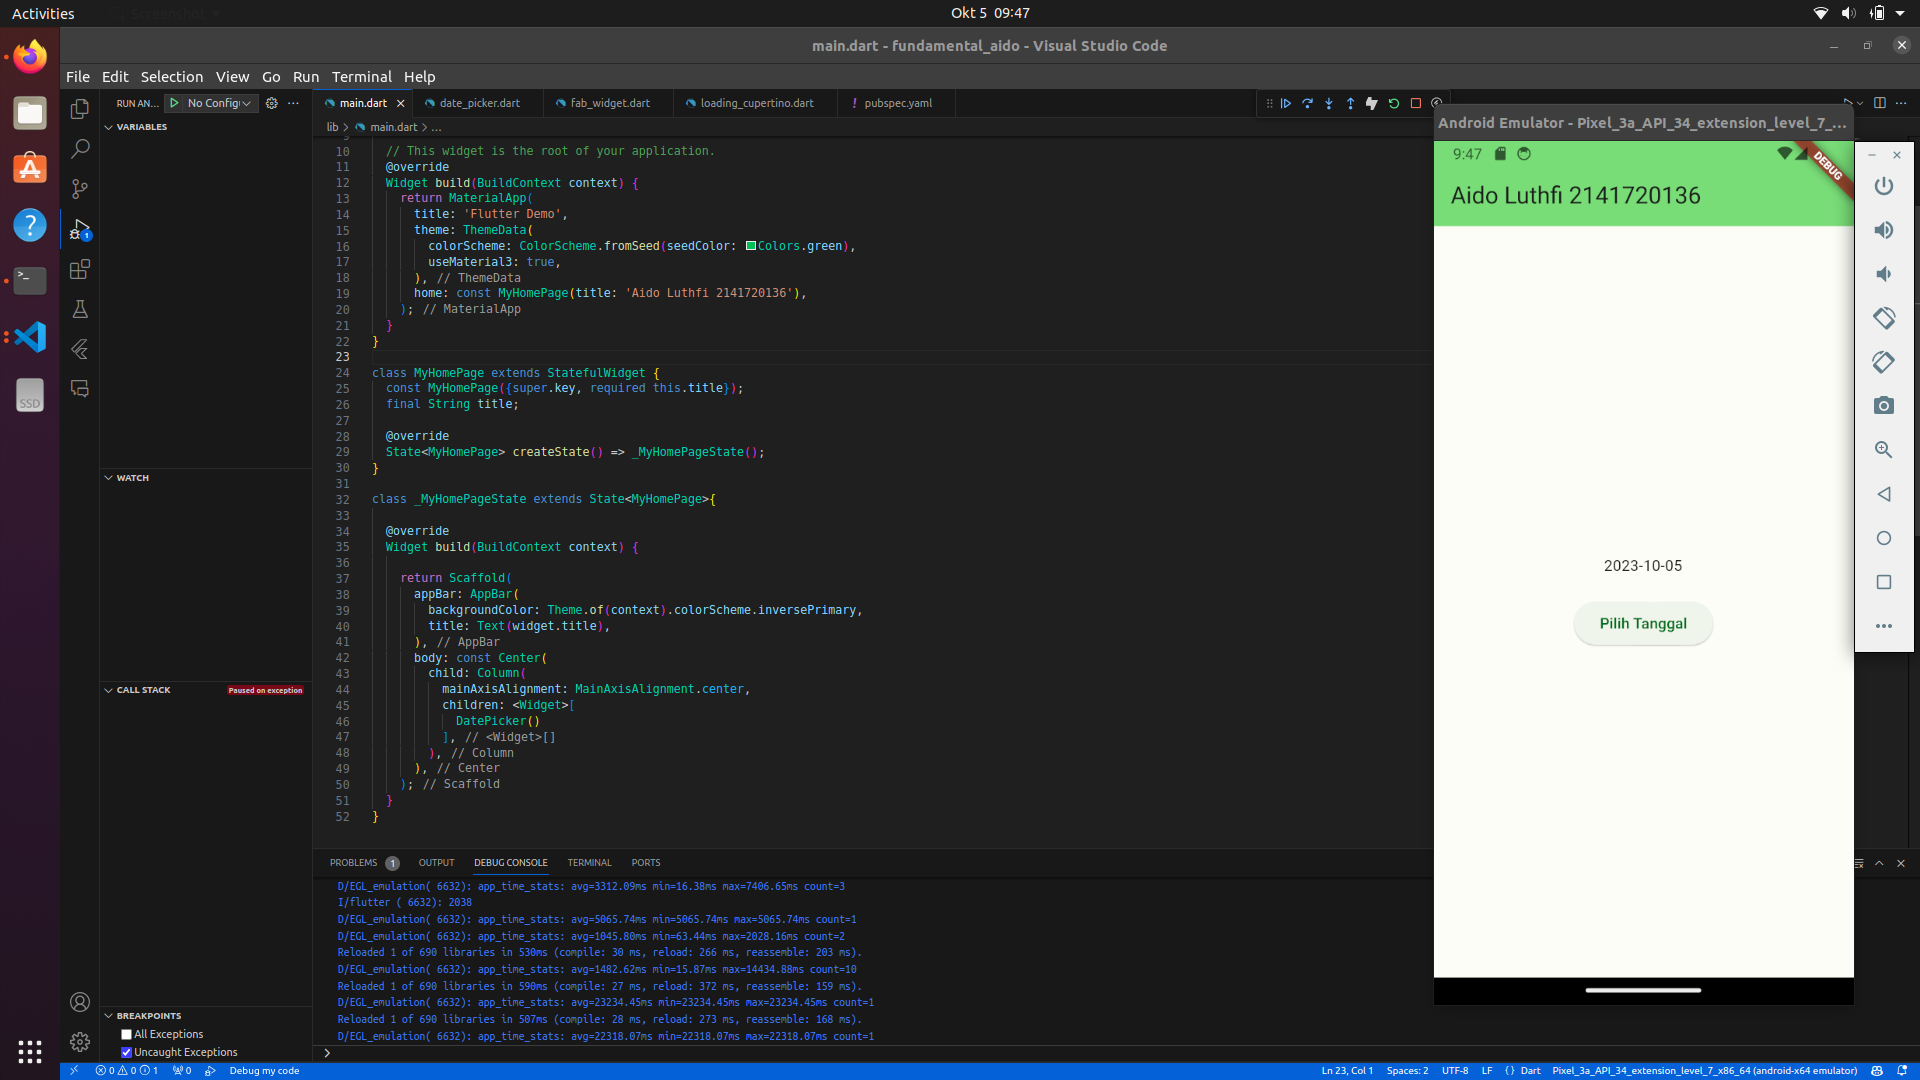 Activities
Screenshot
Okt 5  09:47
main.dart - fundamental_aido - Visual Studio Code
File Edit Selection View Go Run Terminal Help
RUN AN...
No Config
main.dart
date_picker.dart
fab_widget.dart
loading_cupertino.dart
! pubspec.yaml
lib > main.dart > ...
VARIABLES
WATCH
CALL STACK
Paused on exception
BREAKPOINTS
All Exceptions
Uncaught Exceptions
10 // This widget is the root of your application.
11 @override
12 Widget build(BuildContext context) {
13 return MaterialApp(
14 title: 'Flutter Demo',
15 theme: ThemeData(
16 colorScheme: ColorScheme.fromSeed(seedColor: Colors.green),
17 useMaterial3: true,
18 ), // ThemeData
19 home: const MyHomePage(title: 'Aido Luthfi 2141720136'),
20 ); // MaterialApp
21 }
22 }
23
24 class MyHomePage extends StatefulWidget {
25 const MyHomePage({super.key, required this.title});
26 final String title;
27
28 @override
29 State<MyHomePage> createState() => _MyHomePageState();
30 }
31
32 class _MyHomePageState extends State<MyHomePage>{
33
34 @override
35 Widget build(BuildContext context) {
36
37 return Scaffold(
38 appBar: AppBar(
39 backgroundColor: Theme.of(context).colorScheme.inversePrimary,
40 title: Text(widget.title),
41 ), // AppBar
42 body: const Center(
43 child: Column(
44 mainAxisAlignment: MainAxisAlignment.center,
45 children: <Widget>[
46 DatePicker()
47 ], // <Widget>[]
48 ), // Column
49 ), // Center
50 ); // Scaffold
51 }
52 }
PROBLEMS 1 OUTPUT DEBUG CONSOLE TERMINAL PORTS
D/EGL_emulation( 6632): app_time_stats: avg=3312.09ms min=16.38ms max=7406.65ms count=3
I/flutter ( 6632): 2038
D/EGL_emulation( 6632): app_time_stats: avg=5065.74ms min=5065.74ms max=5065.74ms count=1
D/EGL_emulation( 6632): app_time_stats: avg=1045.80ms min=63.44ms max=2028.16ms count=2
Reloaded 1 of 690 libraries in 530ms (compile: 30 ms, reload: 266 ms, reassemble: 203 ms).
D/EGL_emulation( 6632): app_time_stats: avg=1482.62ms min=15.87ms max=14434.88ms count=10
Reloaded 1 of 690 libraries in 590ms (compile: 27 ms, reload: 372 ms, reassemble: 159 ms).
D/EGL_emulation( 6632): app_time_stats: avg=23234.45ms min=23234.45ms max=23234.45ms count=1
Reloaded 1 of 690 libraries in 507ms (compile: 28 ms, reload: 273 ms, reassemble: 168 ms).
D/EGL_emulation( 6632): app_time_stats: avg=22318.07ms min=22318.07ms max=22318.07ms count=1
>
Android Emulator - Pixel_3a_API_34_extension_level_7_...
9:47
DEBUG
Aido Luthfi 2141720136
2023-10-05
Pilih Tanggal
SSD
1
0 0 1 0 Debug my code
Ln 23, Col 1 Spaces: 2 UTF-8 LF {} Dart Pixel_3a_API_34_extension_level_7_x86_64 (android-x64 emulator)